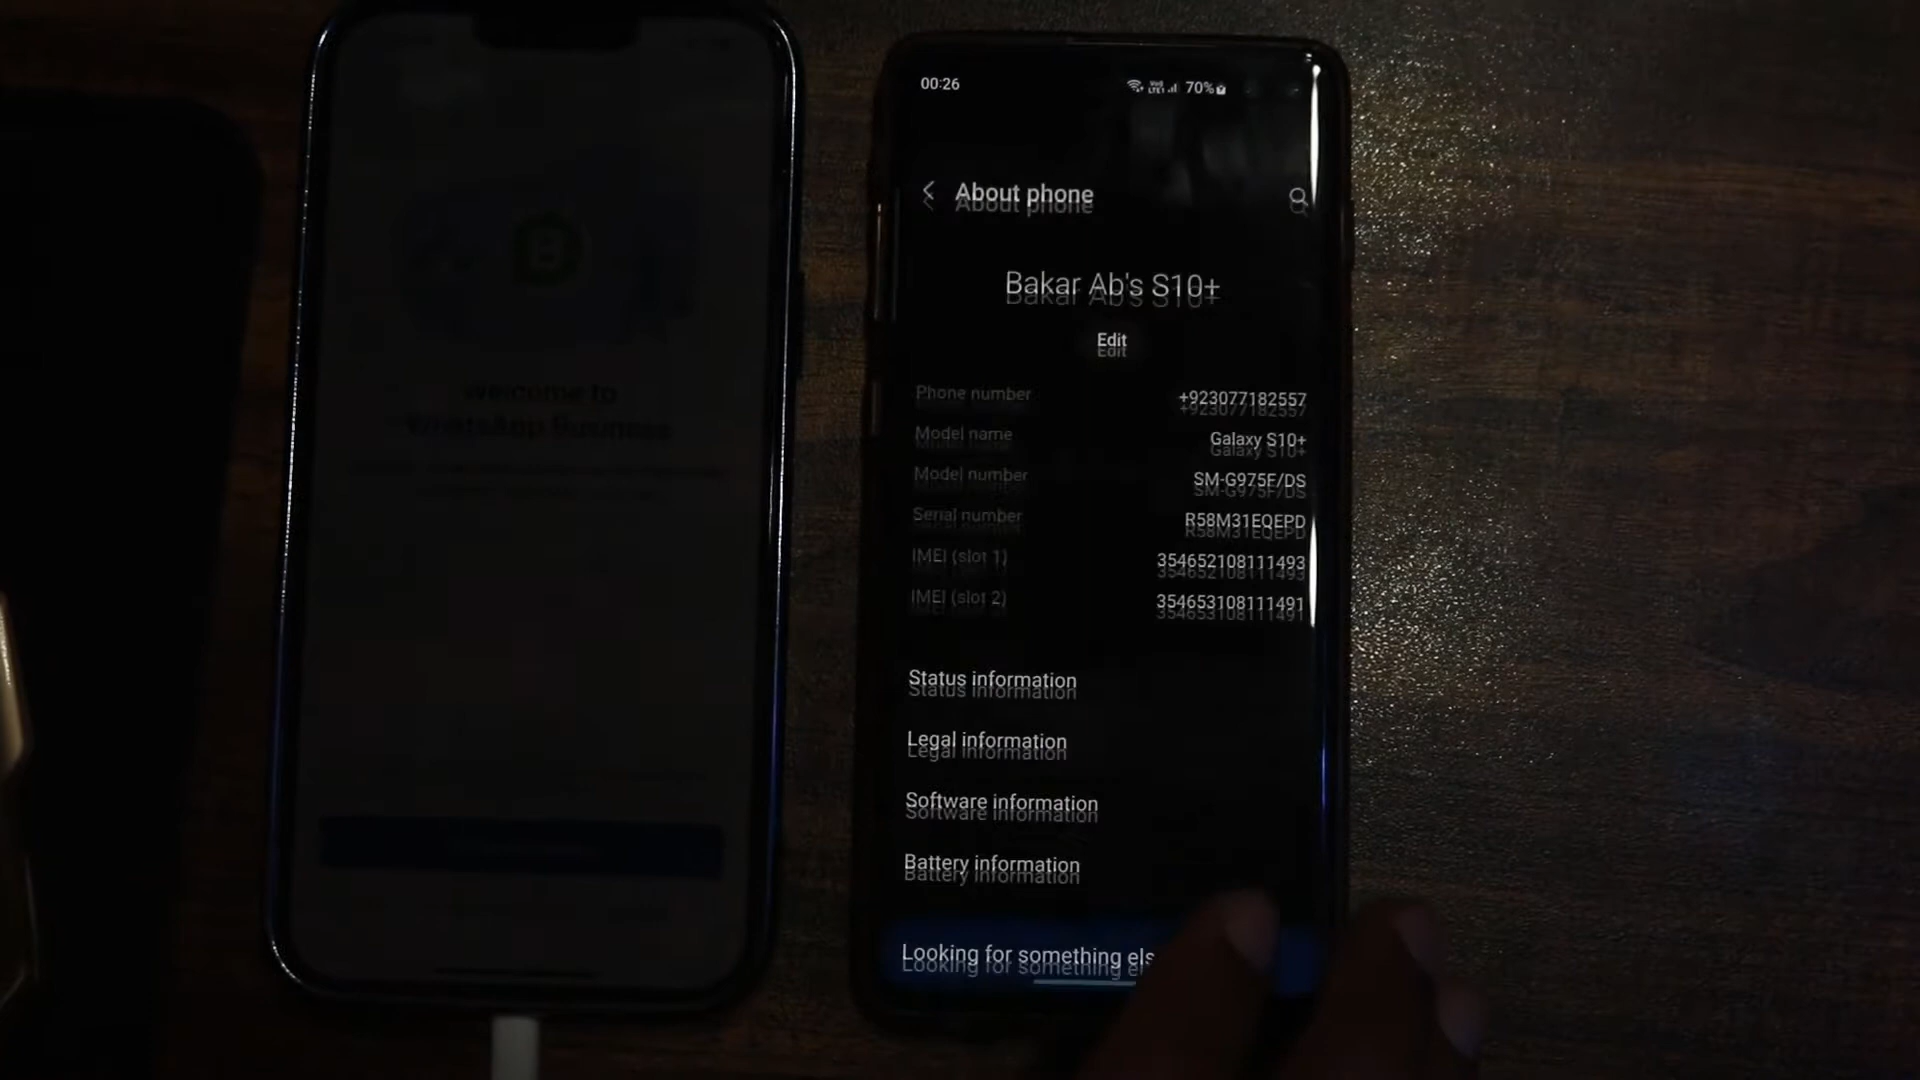 Welcome to
WhatsApp Business
00:26
70%
About phone
Bakar Ab's S10+
Edit
Phone number +923077182557
Model name Galaxy S10+
Model number SM-G975F/DS
Serial number R58M31EQEPD
IMEI (slot 1) 354652108111493
IMEI (slot 2) 354653108111491
Status information
Legal information
Software information
Battery information
Looking for something els